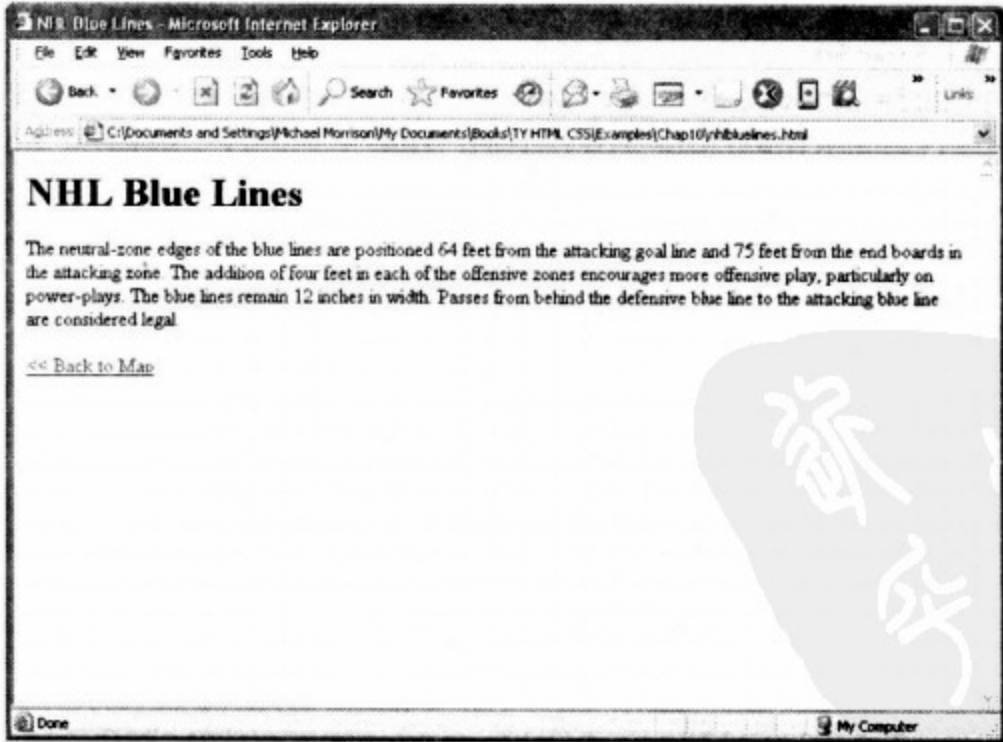 NHL Blue Lines - Microsoft Internet Explorer
File Edit View Favorites Tools Help
Back Search Favorites Links
Address C:\Documents and Settings\Michael Morrison\My Documents\Books\TY HTML CSS\Examples\Chap10\nhlbluelines.html
NHL Blue Lines
The neutral-zone edges of the blue lines are positioned 64 feet from the attacking goal line and 75 feet from the end boards in
the attacking zone. The addition of four feet in each of the offensive zones encourages more offensive play, particularly on
power-plays. The blue lines remain 12 inches in width. Passes from behind the defensive blue line to the attacking blue line
are considered legal.
<< Back to Map
Done My Computer